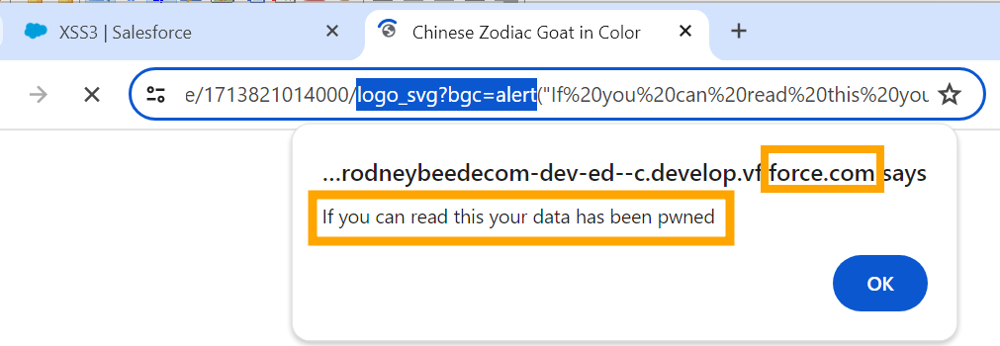 XSS3 | Salesforce
Chinese Zodiac Goat in Color
e/1713821014000/logo_svg?bgc=alert("If%20you%20can%20read%20this%20you
...rodneybeedecom-dev-ed--c.develop.vf.force.com says
If you can read this your data has been pwned
OK